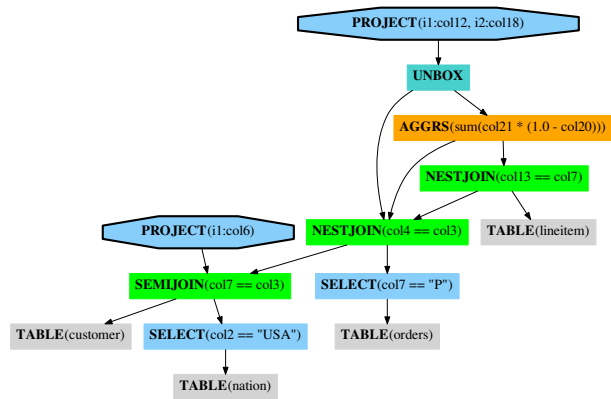 PROJECT(i1:col12, i2:col18)
UNBOX
AGGRS(sum(col21 * (1.0 - col20)))
NESTJOIN(col13 == col7)
PROJECT(i1:col6)
NESTJOIN(col4 == col3)
TABLE(lineitem)
SEMIJOIN(col7 == col3)
SELECT(col7 == "P")
TABLE(customer)
SELECT(col2 == "USA")
TABLE(orders)
TABLE(nation)